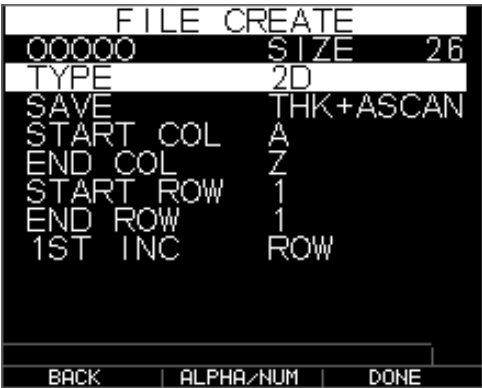 FILE CREATE
00000 SIZE 26
TYPE 2D
SAVE THK+ASCAN
START COL A
END COL Z
START ROW 1
END ROW 1
1ST INC ROW
BACK | ALPHA/NUM | DONE